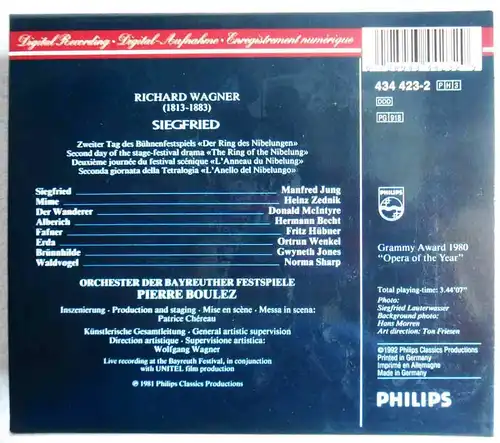 Digital Recording · Digital-Aufnahme · Enregistrement numérique
RICHARD WAGNER
(1813-1883)
SIEGFRIED
Zweiter Tag des Bühnenfestspiels «Der Ring des Nibelungen»
Second day of the stage-festival drama “The Ring of the Nibelung”
Deuxième journée du festival scénique «L'Anneau du Nibelung»
Seconda giornata della Tetralogia «L'Anello del Nibelungo»
Siegfried Manfred Jung
Mime Heinz Zednik
Der Wanderer Donald McIntyre
Alberich Hermann Becht
Fafner Fritz Hübner
Erda Ortrun Wenkel
Brünnhilde Gwyneth Jones
Waldvogel Norma Sharp
ORCHESTER DER BAYREUTHER FESTSPIELE
PIERRE BOULEZ
Inszenierung · Production and staging · Mise en scène · Messa in scena:
Patrice Chéreau
Künstlerische Gesamtleitung · General artistic supervision
Direction artistique · Supervisione artistica:
Wolfgang Wagner
Live recording at the Bayreuth Festival, in conjunction
with UNITEL film production
℗ 1981 Philips Classics Productions
434 423-2 PHS
DDD
PG 918
PHILIPS
Grammy Award 1980
“Opera of the Year”
Total playing-time: 3.44'07"
Photo:
Siegfried Lauterwasser
Background photo:
Hans Morren
Art direction: Ton Friesen
©1992 Philips Classics Productions
Printed in Germany
Imprimé en Allemagne
Made in Germany
PHILIPS